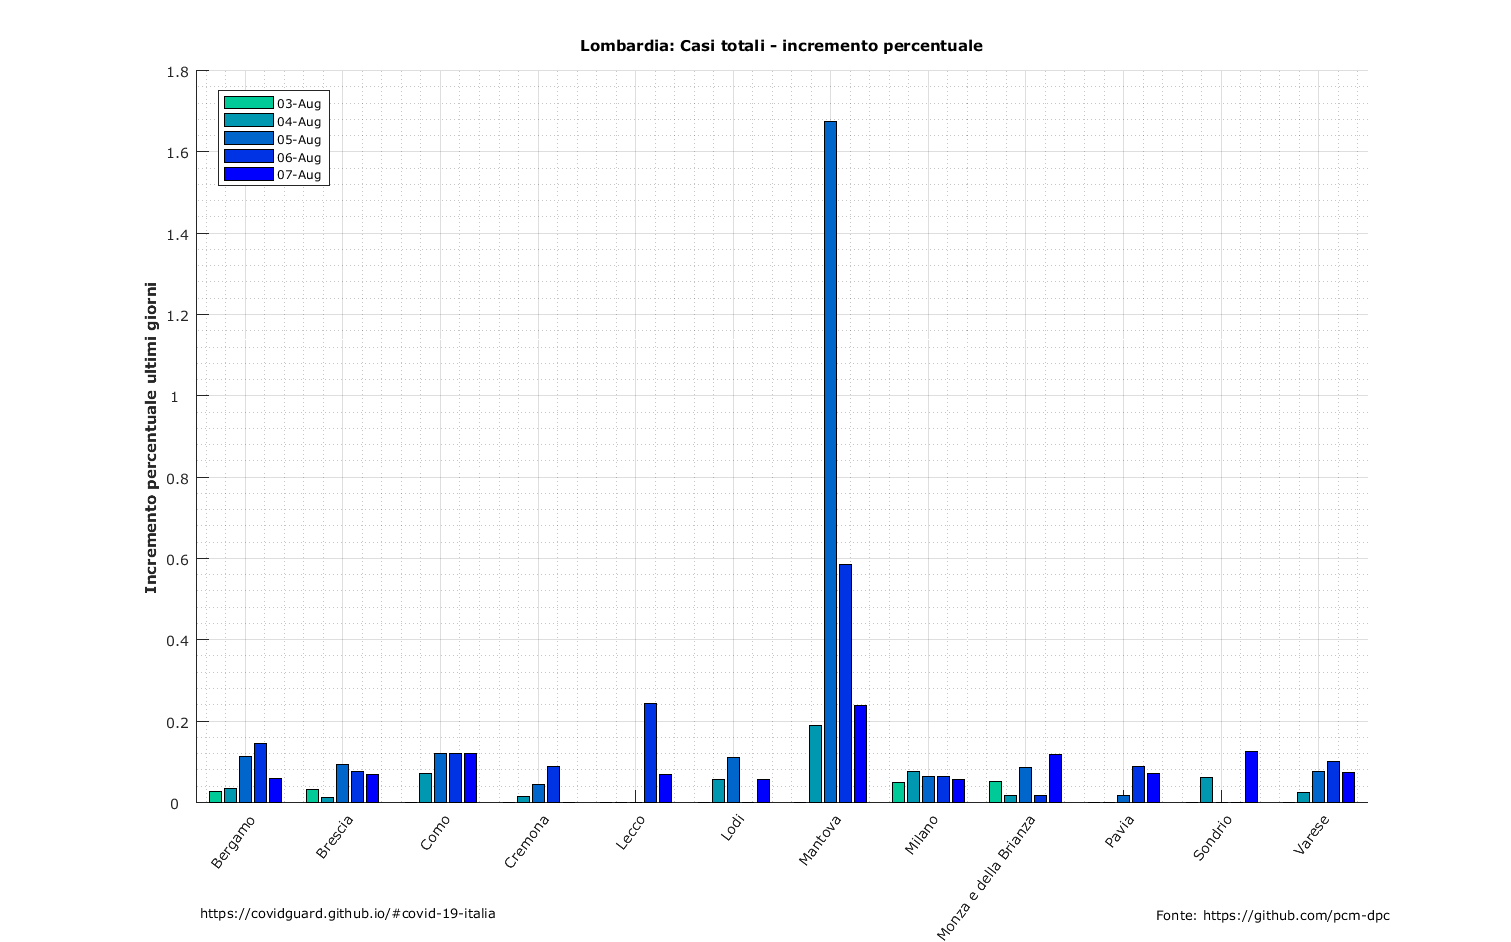 Lombardia: Casi totali - incremento percentuale
Incremento percentuale ultimi giorni
1.8
1.6
1.4
1.2
1
0.8
0.6
0.4
0.2
0
03-Aug
04-Aug
05-Aug
06-Aug
07-Aug
Bergamo
Brescia
Como
Cremona
Lecco
Lodi
Mantova
Milano
Monza e della Brianza
Pavia
Sondrio
Varese
https://covidguard.github.io/#covid-19-italia
Fonte: https://github.com/pcm-dpc